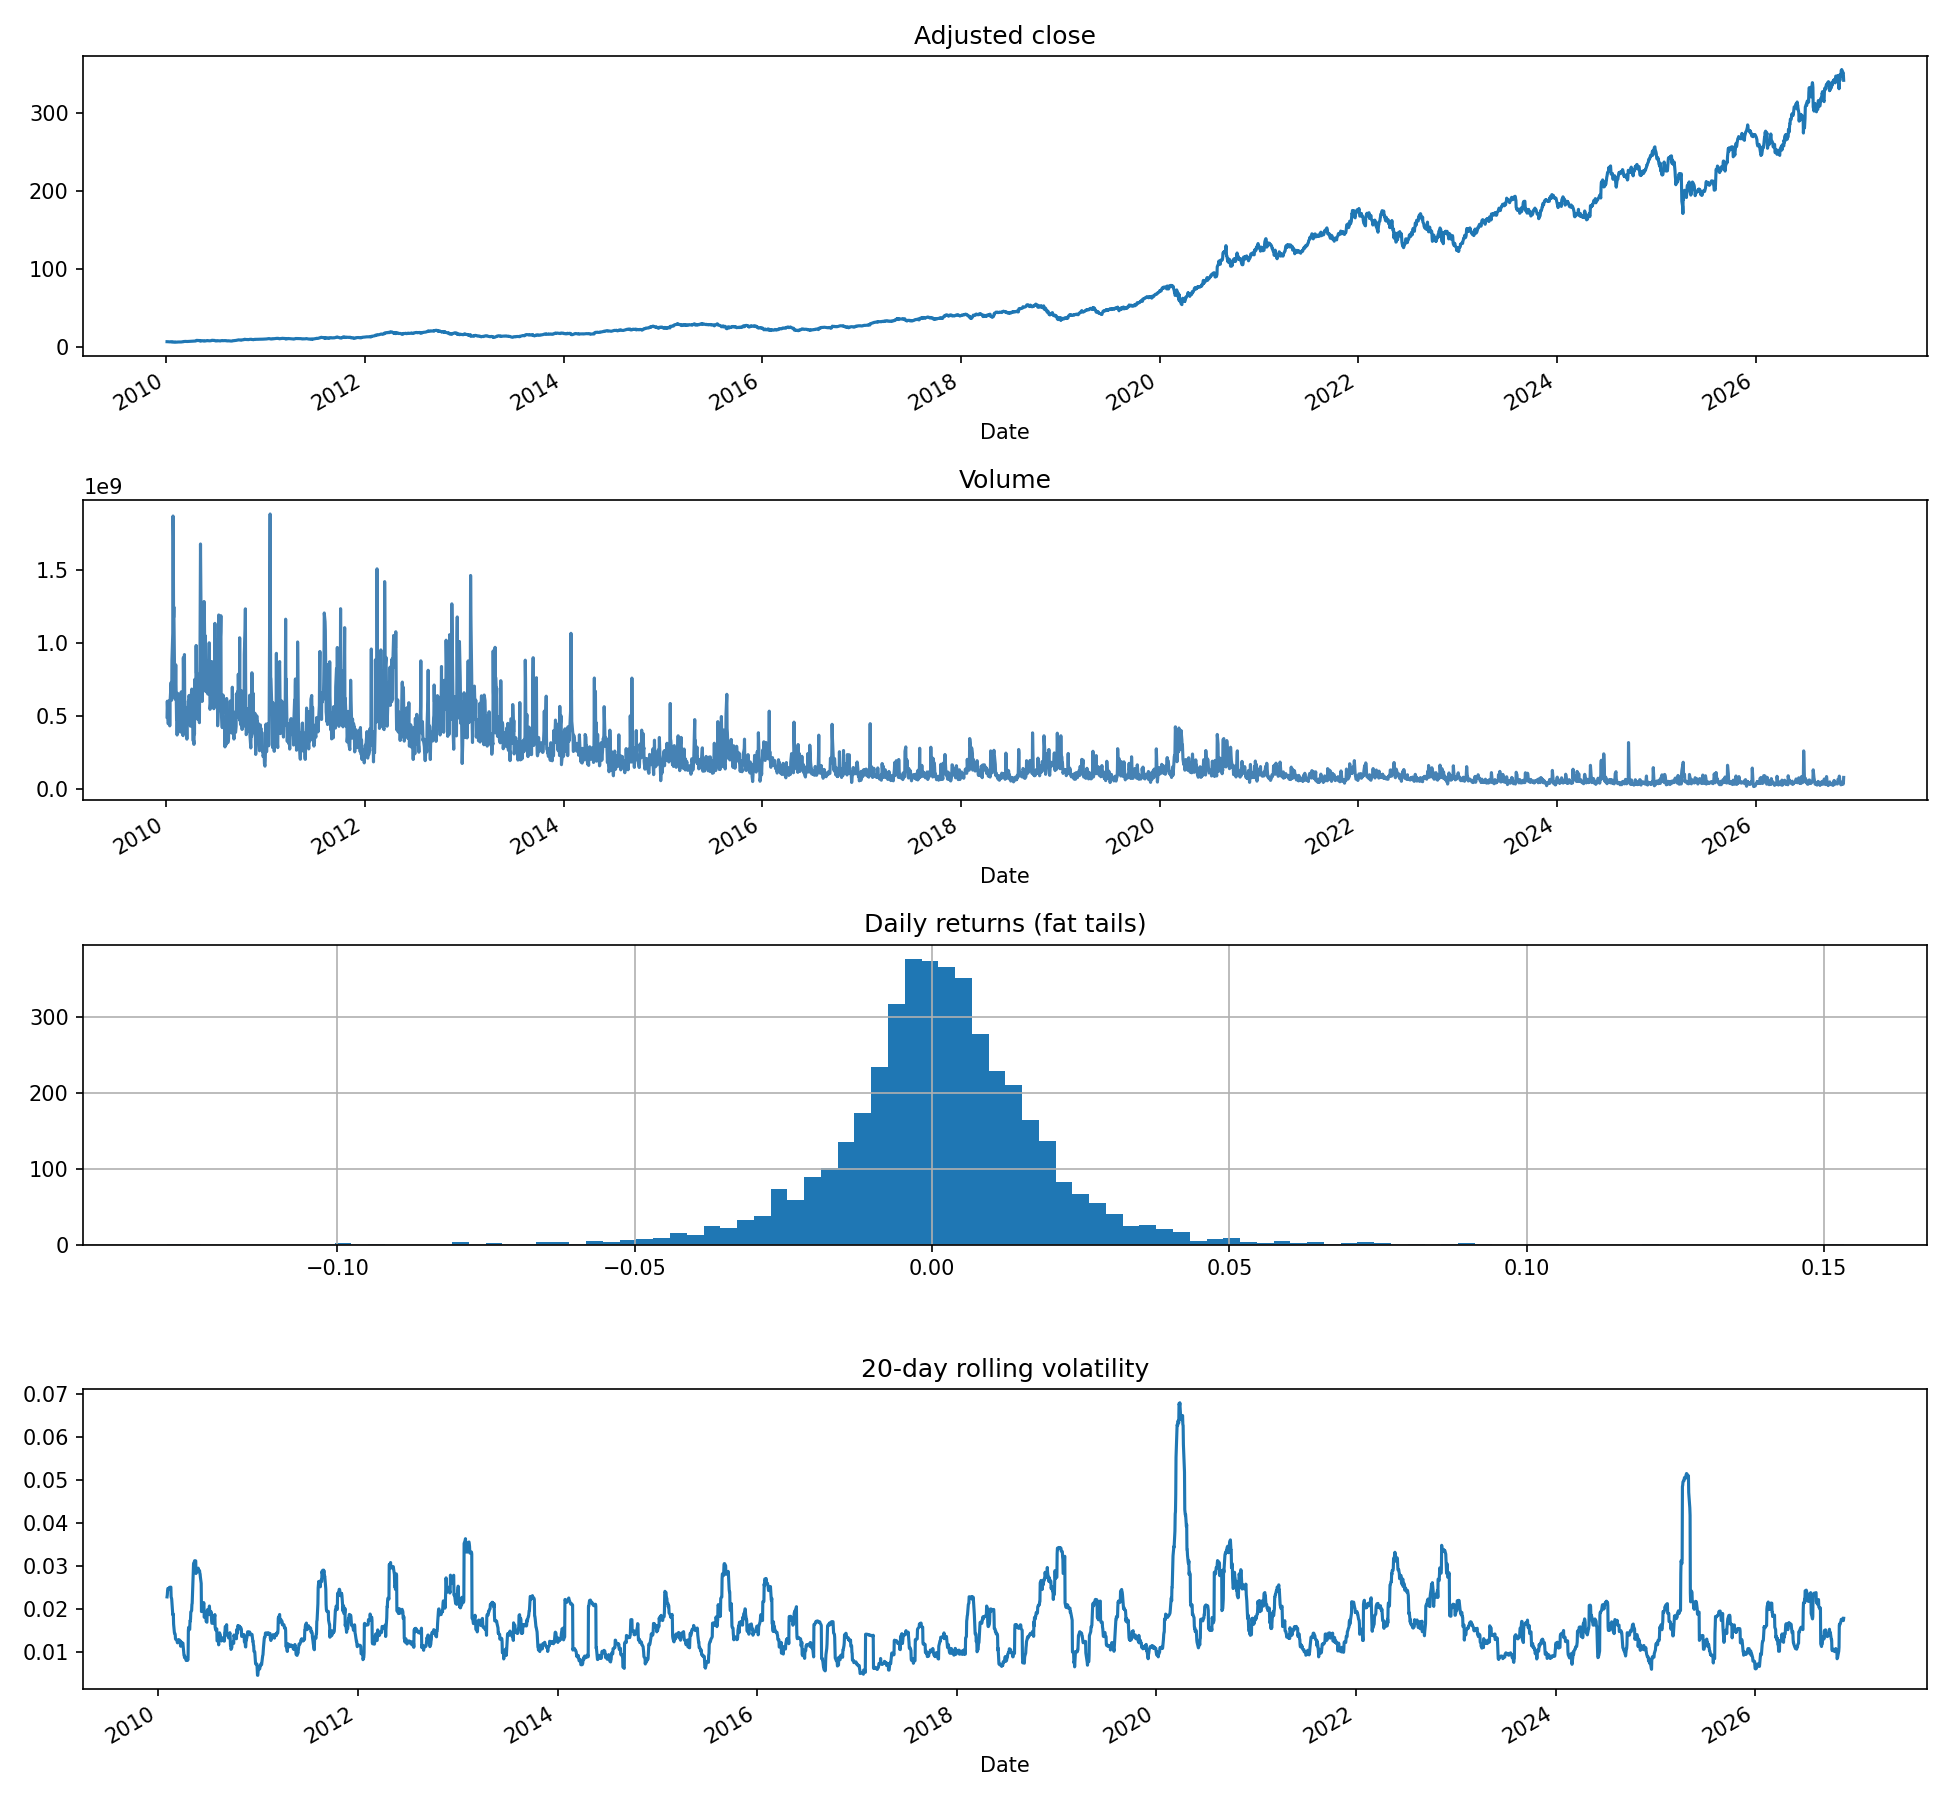 Adjusted close
300
200
100
0
2010 2012 2014 2016 2018 2020 2022 2024 2026
Date
Volume
1e9
1.5
1.0
0.5
0.0
2010 2012 2014 2016 2018 2020 2022 2024 2026
Date
Daily returns (fat tails)
300
200
100
0
−0.10 −0.05 0.00 0.05 0.10 0.15
20-day rolling volatility
0.07
0.06
0.05
0.04
0.03
0.02
0.01
2010 2012 2014 2016 2018 2020 2022 2024 2026
Date